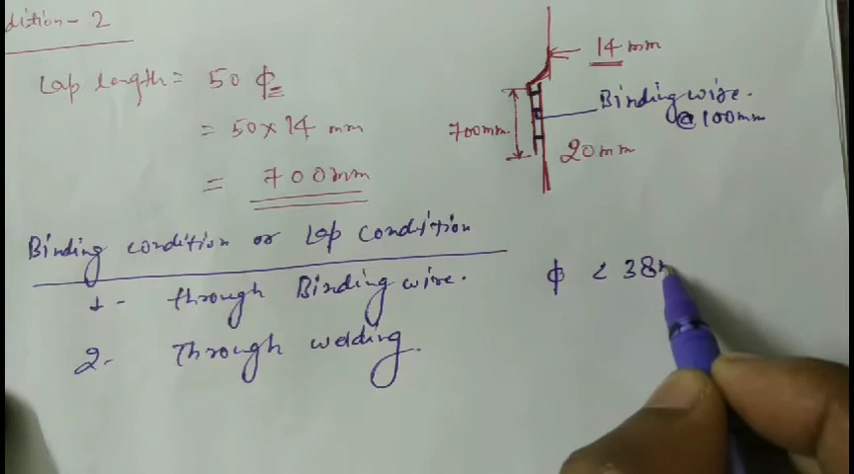 dition - 2
Lap length = 50 ϕ
= 50 × 14 mm
= 700mm
14 mm
Binding wire.
@ 100mm
700mm.
20mm
Binding condition or Lap Condition
1 - through Binding wire.
2 - Through welding.
ϕ < 38m